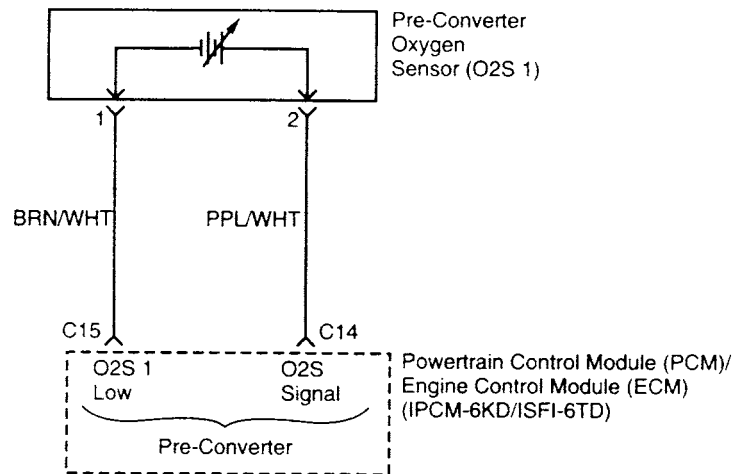 Pre-Converter
Oxygen
Sensor (O2S 1)
1
2
BRN/WHT
PPL/WHT
C15
C14
O2S 1
Low
O2S
Signal
Pre-Converter
Powertrain Control Module (PCM)/
Engine Control Module (ECM)
(IPCM-6KD/ISFI-6TD)